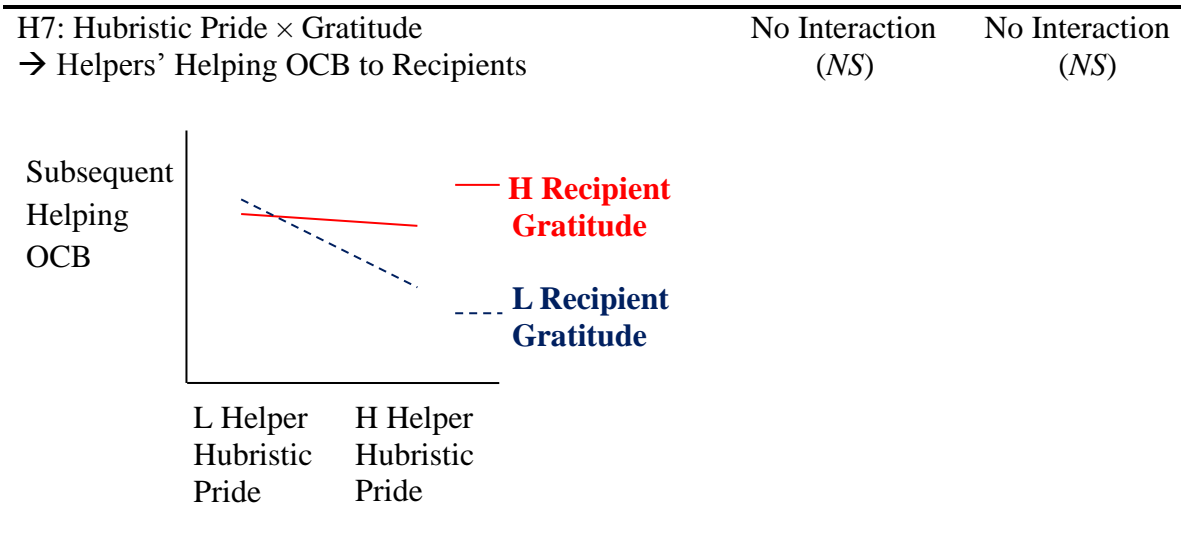 H7: Hubristic Pride × Gratitude No Interaction No Interaction
→ Helpers’ Helping OCB to Recipients (NS) (NS)
Subsequent
Helping
OCB
H Recipient
Gratitude
L Recipient
Gratitude
L Helper H Helper
Hubristic Hubristic
Pride Pride